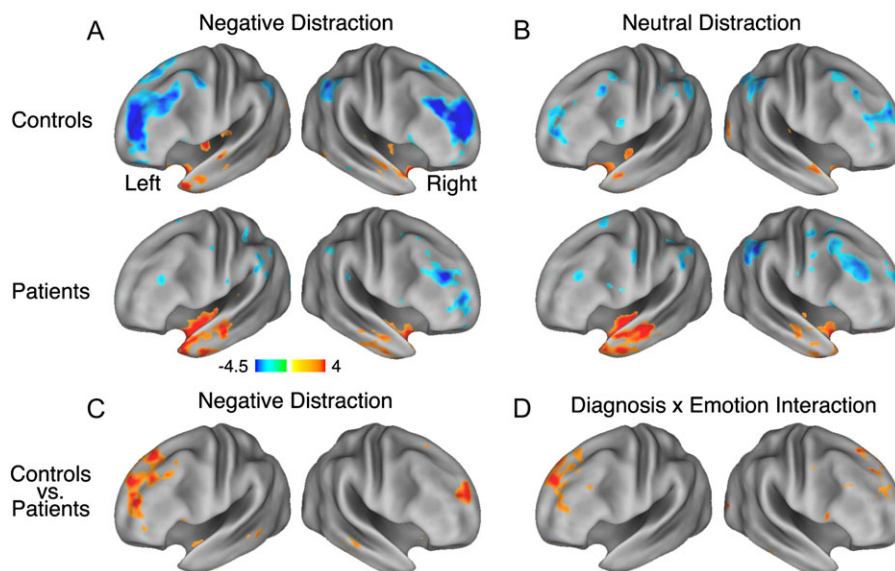 A
Negative Distraction
B
Neutral Distraction
Controls
Left
Right
Patients
-4.5
4
C
Negative Distraction
D
Diagnosis x Emotion Interaction
Controls
vs.
Patients